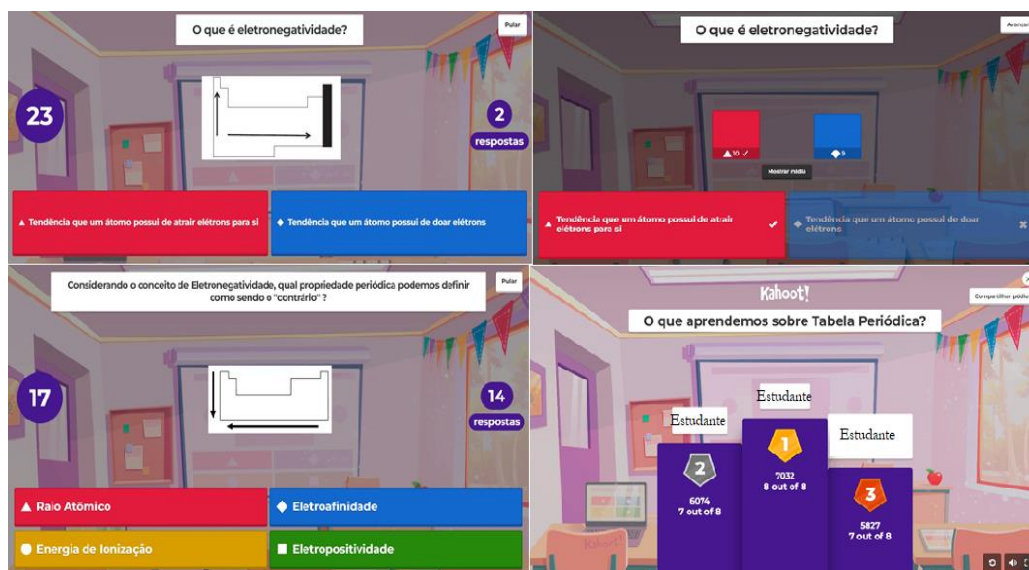 O que é eletronegatividade?
Pular
23
2
respostas
Tendência que um átomo possui de atrair elétrons para si
Tendência que um átomo possui de doar elétrons
O que é eletronegatividade?
Mostrar mídia
Tendência que um átomo possui de atrair
elétrons para si
Tendência que um átomo possui de doar
elétrons
Considerando o conceito de Eletronegatividade, qual propriedade periódica podemos definir
como sendo o "contrário" ?
Pular
17
14
respostas
Raio Atômico
Eletroafinidade
Energia de Ionização
Eletropositividade
Kahoot!
O que aprendemos sobre Tabela Periódica?
Estudante
Estudante
Estudante
1
2
3
7032
8 out of 8
6074
7 out of 8
5827
7 out of 8
Kahoot!